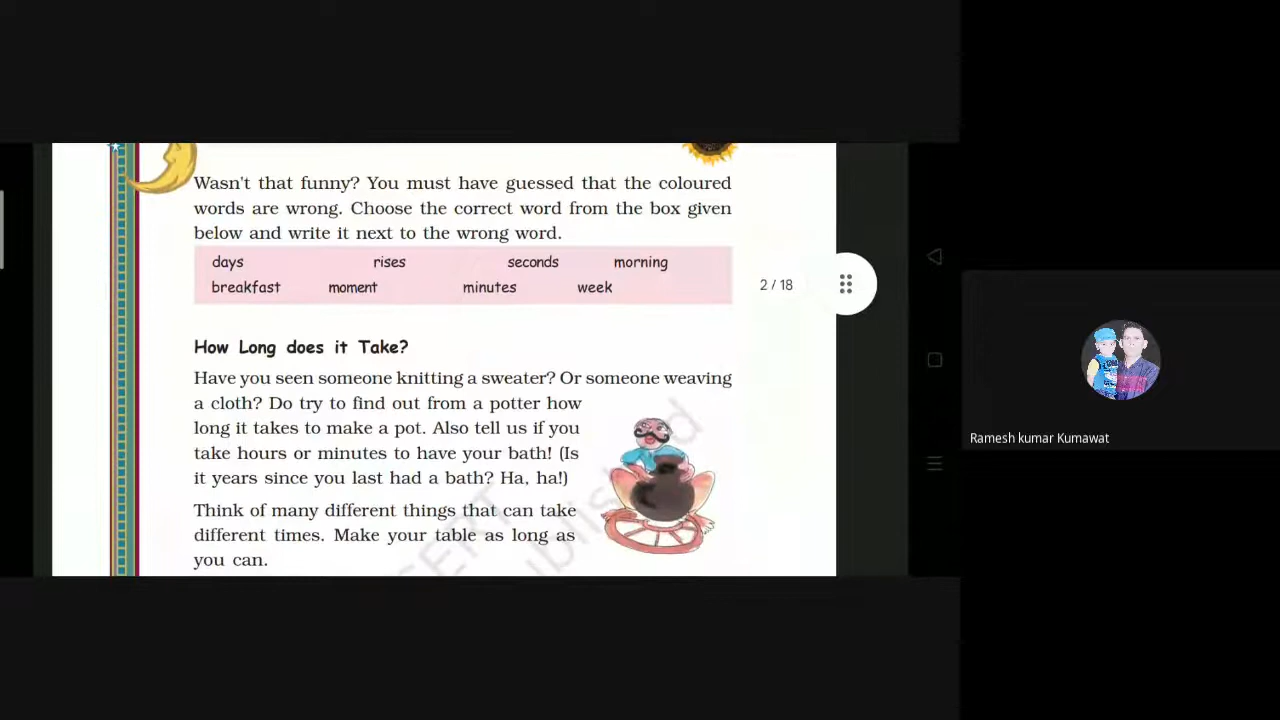 Wasn't that funny? You must have guessed that the coloured
words are wrong. Choose the correct word from the box given
below and write it next to the wrong word.
days rises seconds morning
breakfast moment minutes week
2 / 18
How Long does it Take?
Have you seen someone knitting a sweater? Or someone weaving
a cloth? Do try to find out from a potter how
long it takes to make a pot. Also tell us if you
take hours or minutes to have your bath! (Is
it years since you last had a bath? Ha, ha!)
Think of many different things that can take
different times. Make your table as long as
you can.
Ramesh kumar Kumawat